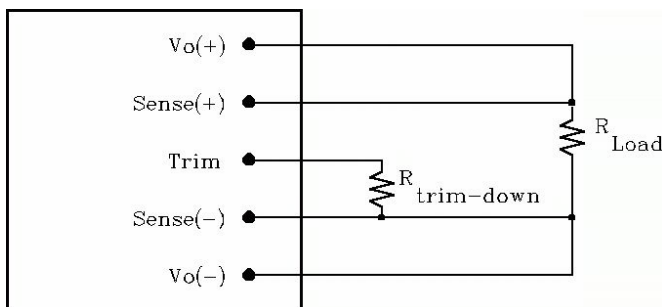 Vo(+)
Sense(+)
Trim
Sense(-)
Vo(-)
R trim-down
R Load